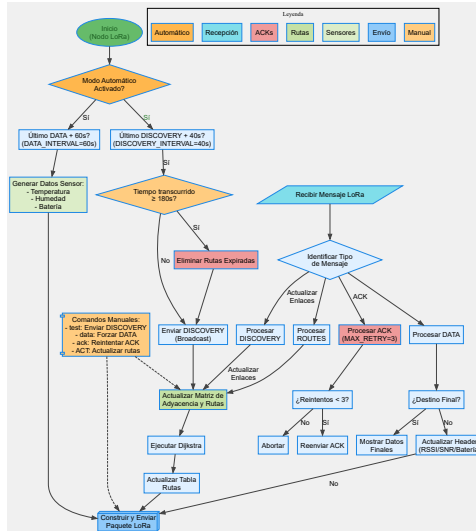 Leyenda
Automático
Recepción
ACKs
Rutas
Sensores
Envío
Manual
Inicio
(Nodo LoRa)
Modo Automático
Activado?
Sí
Sí
Último DATA + 60s?
(DATA_INTERVAL=60s)
Último DISCOVERY + 40s?
(DISCOVERY_INTERVAL=40s)
Sí
Sí
Generar Datos Sensor:
- Temperatura
- Humedad
- Batería
Tiempo transcurrido
≥ 180s?
Recibir Mensaje LoRa
Sí
No
Eliminar Rutas Expiradas
Identificar Tipo
de Mensaje
Actualizar
Enlaces
Actualizar
Enlaces
ACK
Comandos Manuales:
- test: Enviar DISCOVERY
- data: Forzar DATA
- ack: Reintentar ACK
- ACT: Actualizar rutas
Enviar DISCOVERY
(Broadcast)
Procesar
DISCOVERY
Procesar
ROUTES
Procesar ACK
(MAX_RETRY=3)
Procesar DATA
Actualizar Matriz de
Adyacencia y Rutas
¿Reintentos < 3?
¿Destino Final?
No
Sí
Sí
No
Ejecutar Dijkstra
Abortar
Reenviar ACK
Mostrar Datos
Finales
Actualizar Header
(RSSI/SNR/Batería)
Actualizar Tabla
Rutas
No
Construir y Enviar
Paquete LoRa